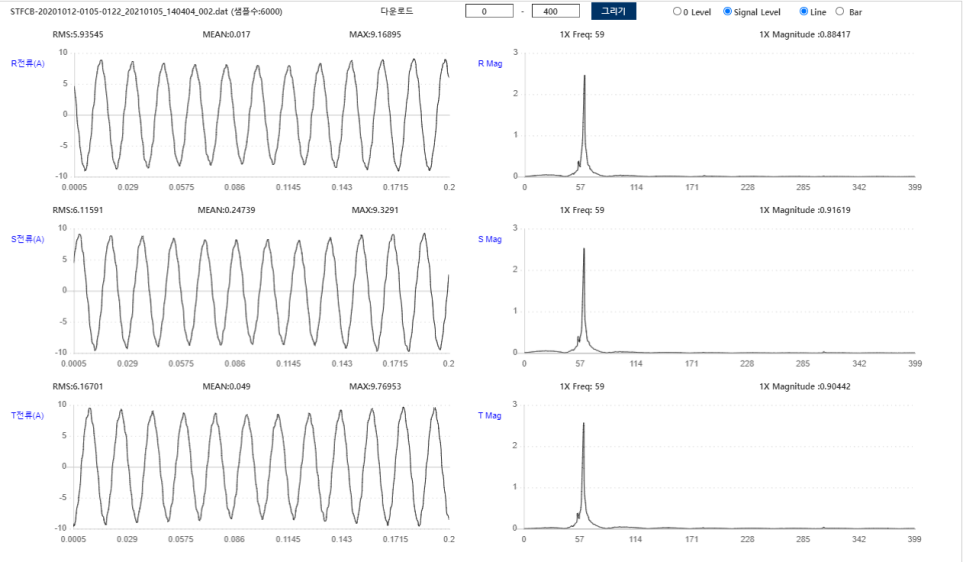 STFCB-20201012-0105-0122_20210105_140404_002.dat (샘플수:6000) 다운로드 0 - 400 그리기 0 Level Signal Level Line Bar
RMS:5.93545 MEAN:0.017 MAX:9.16895 1X Freq: 59 1X Magnitude :0.88417
R전류(A) R Mag
10
5
0
-5
-10
0.0005 0.029 0.0575 0.086 0.1145 0.143 0.1715 0.2
3
2
1
0
0 57 114 171 228 285 342 399
RMS:6.11591 MEAN:0.24739 MAX:9.3291 1X Freq: 59 1X Magnitude :0.91619
S전류(A) S Mag
10
5
0
-5
-10
0.0005 0.029 0.0575 0.086 0.1145 0.143 0.1715 0.2
3
2
1
0
0 57 114 171 228 285 342 399
RMS:6.16701 MEAN:0.049 MAX:9.76953 1X Freq: 59 1X Magnitude :0.90442
T전류(A) T Mag
10
5
0
-5
-10
0.0005 0.029 0.0575 0.086 0.1145 0.143 0.1715 0.2
3
2
1
0
0 57 114 171 228 285 342 399